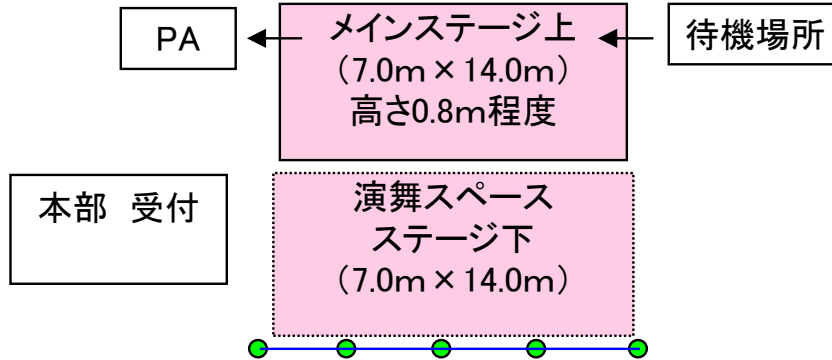 PA
メインステージ上
（7.0ｍ×14.0ｍ）
高さ0.8ｍ程度
待機場所
本部　受付
演舞スペース
ステージ下
（7.0ｍ×14.0ｍ）